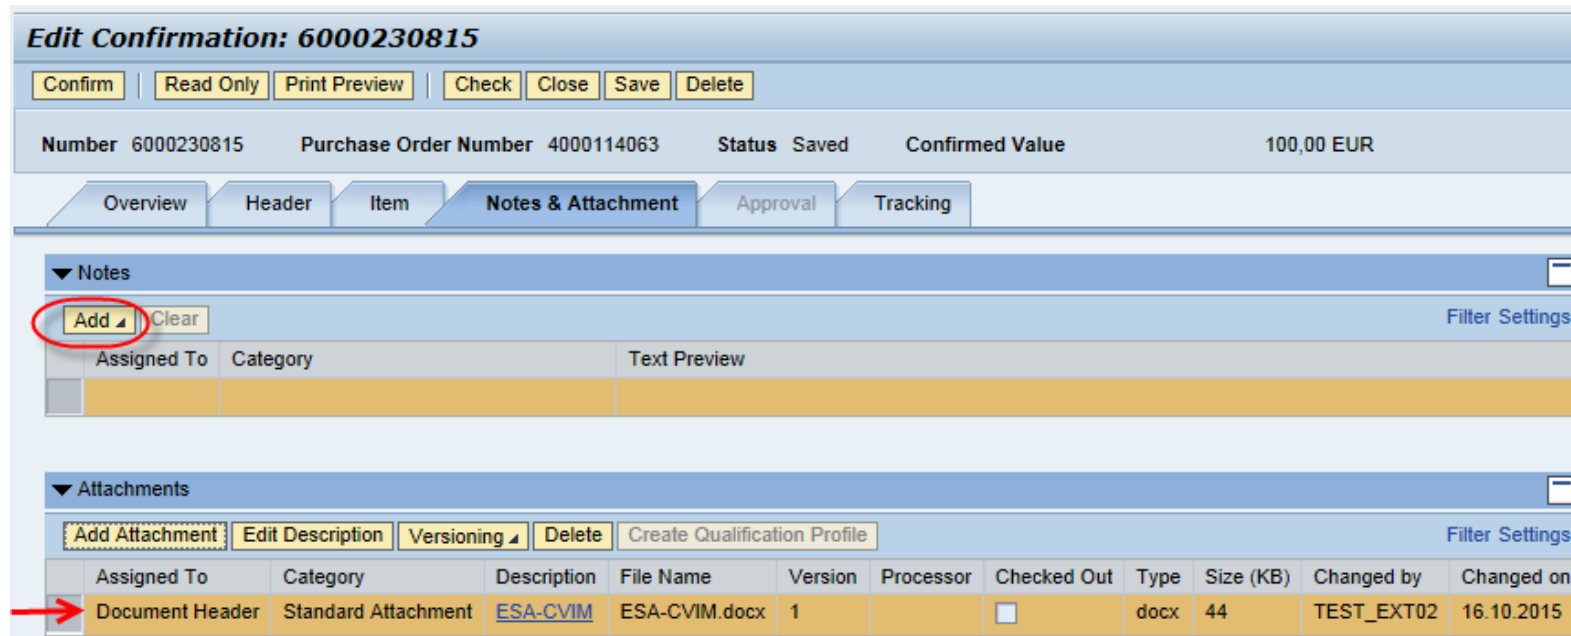 Edit Confirmation: 6000230815
Confirm Read Only Print Preview Check Close Save Delete
Number 6000230815 Purchase Order Number 4000114063 Status Saved Confirmed Value 100,00 EUR
Overview Header Item Notes & Attachment Approval Tracking
Notes
Add Clear Filter Settings
Assigned To Category Text Preview
Attachments
Add Attachment Edit Description Versioning Delete Create Qualification Profile Filter Settings
Assigned To Category Description File Name Version Processor Checked Out Type Size (KB) Changed by Changed on
Document Header Standard Attachment ESA-CVIM ESA-CVIM.docx 1 docx 44 TEST_EXT02 16.10.2015